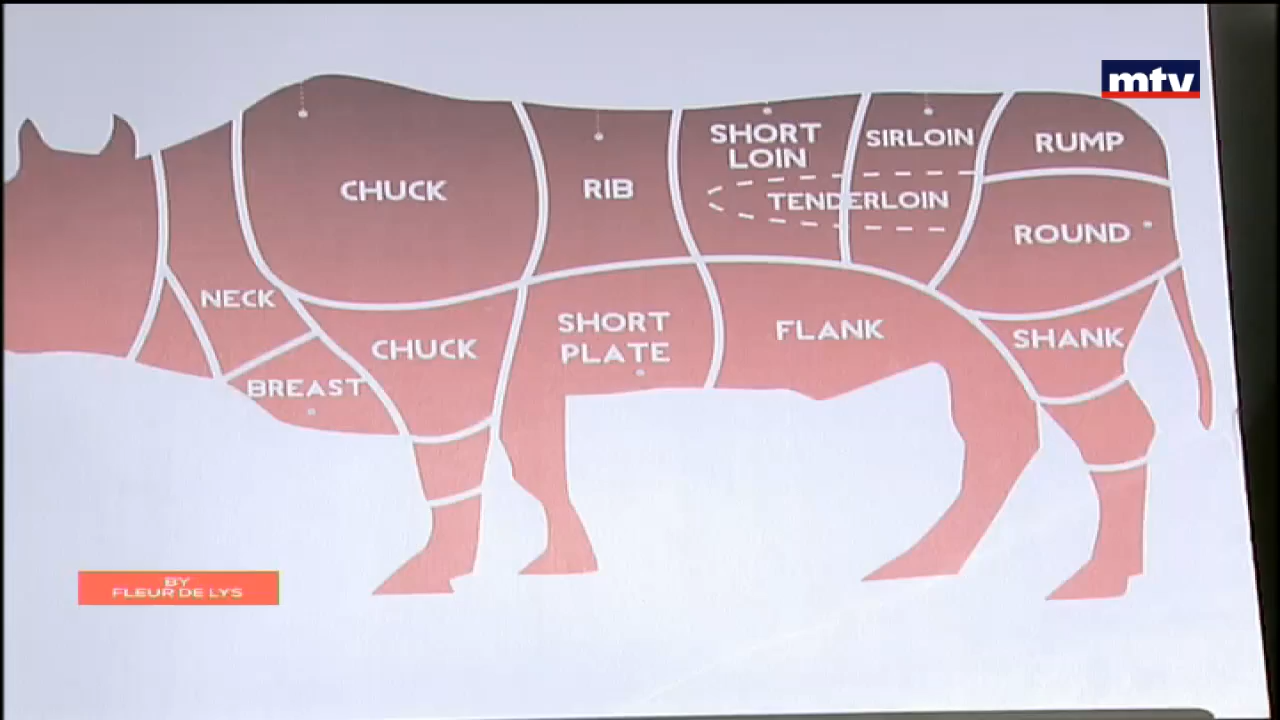 mtv
SHORT
LOIN
SIRLOIN
RUMP
CHUCK
RIB
TENDERLOIN
ROUND
NECK
CHUCK
SHORT
PLATE
FLANK
SHANK
BREAST
BY
FLEUR DE LYS